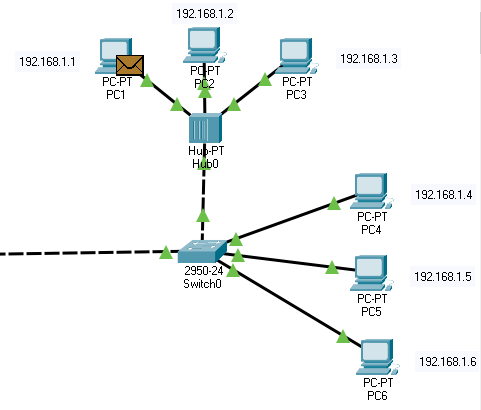 192.168.1.2
192.168.1.1
PC-PT
PC1
PC-PT
PC2
PC-PT
PC3
192.168.1.3
Hub-PT
Hub0
PC-PT
PC4
192.168.1.4
2950-24
Switch0
PC-PT
PC5
192.168.1.5
PC-PT
PC6
192.168.1.6